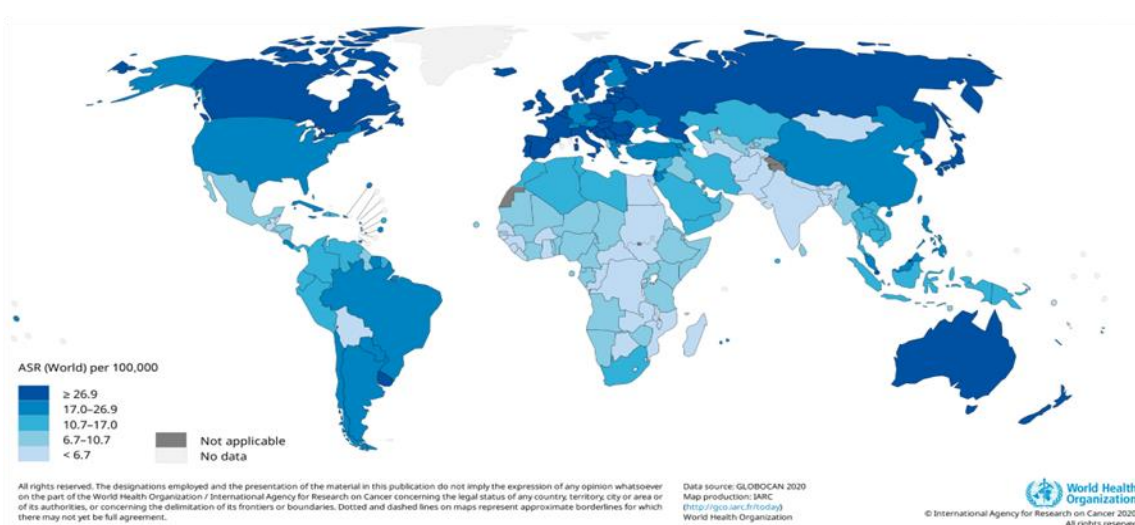 ASR (World) per 100,000
≥ 26.9
17.0–26.9
10.7–17.0
6.7–10.7
< 6.7
Not applicable
No data
All rights reserved. The designations employed and the presentation of the material in this publication do not imply the expression of any opinion whatsoever
on the part of the World Health Organization / International Agency for Research on Cancer concerning the legal status of any country, territory, city or area or
of its authorities, or concerning the delimitation of its frontiers or boundaries. Dotted and dashed lines on maps represent approximate borderlines for which
there may not yet be full agreement.
Data source: GLOBOCAN 2020
Map production: IARC
(http://gco.iarc.fr/today)
World Health Organization
World Health
Organization
© International Agency for Research on Cancer 2020
All rights reserved